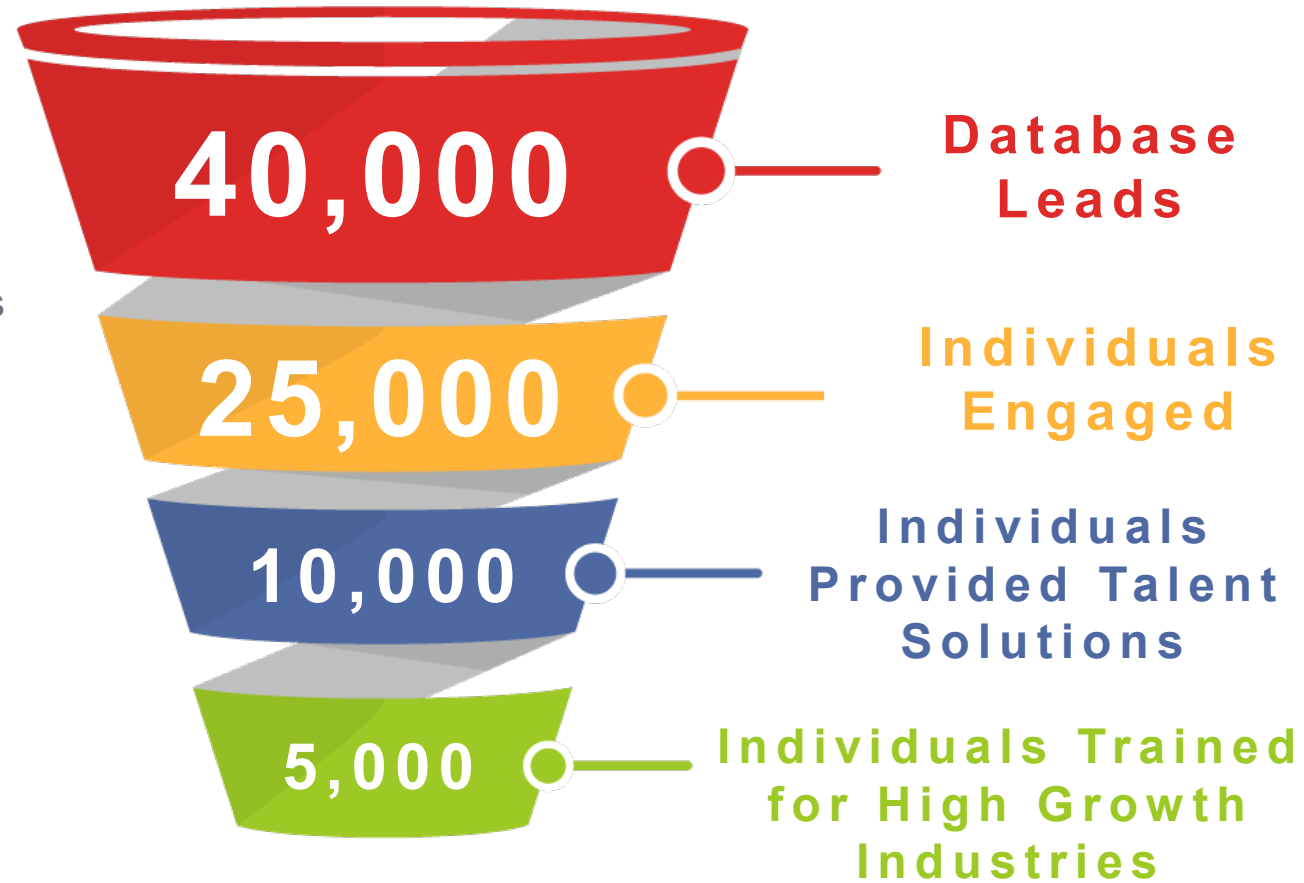 40,000
Database
Leads
s
25,000
Individuals
Engaged
10,000
Individuals
Provided Talent
Solutions
5,000
Individuals Trained
for High Growth
Industries